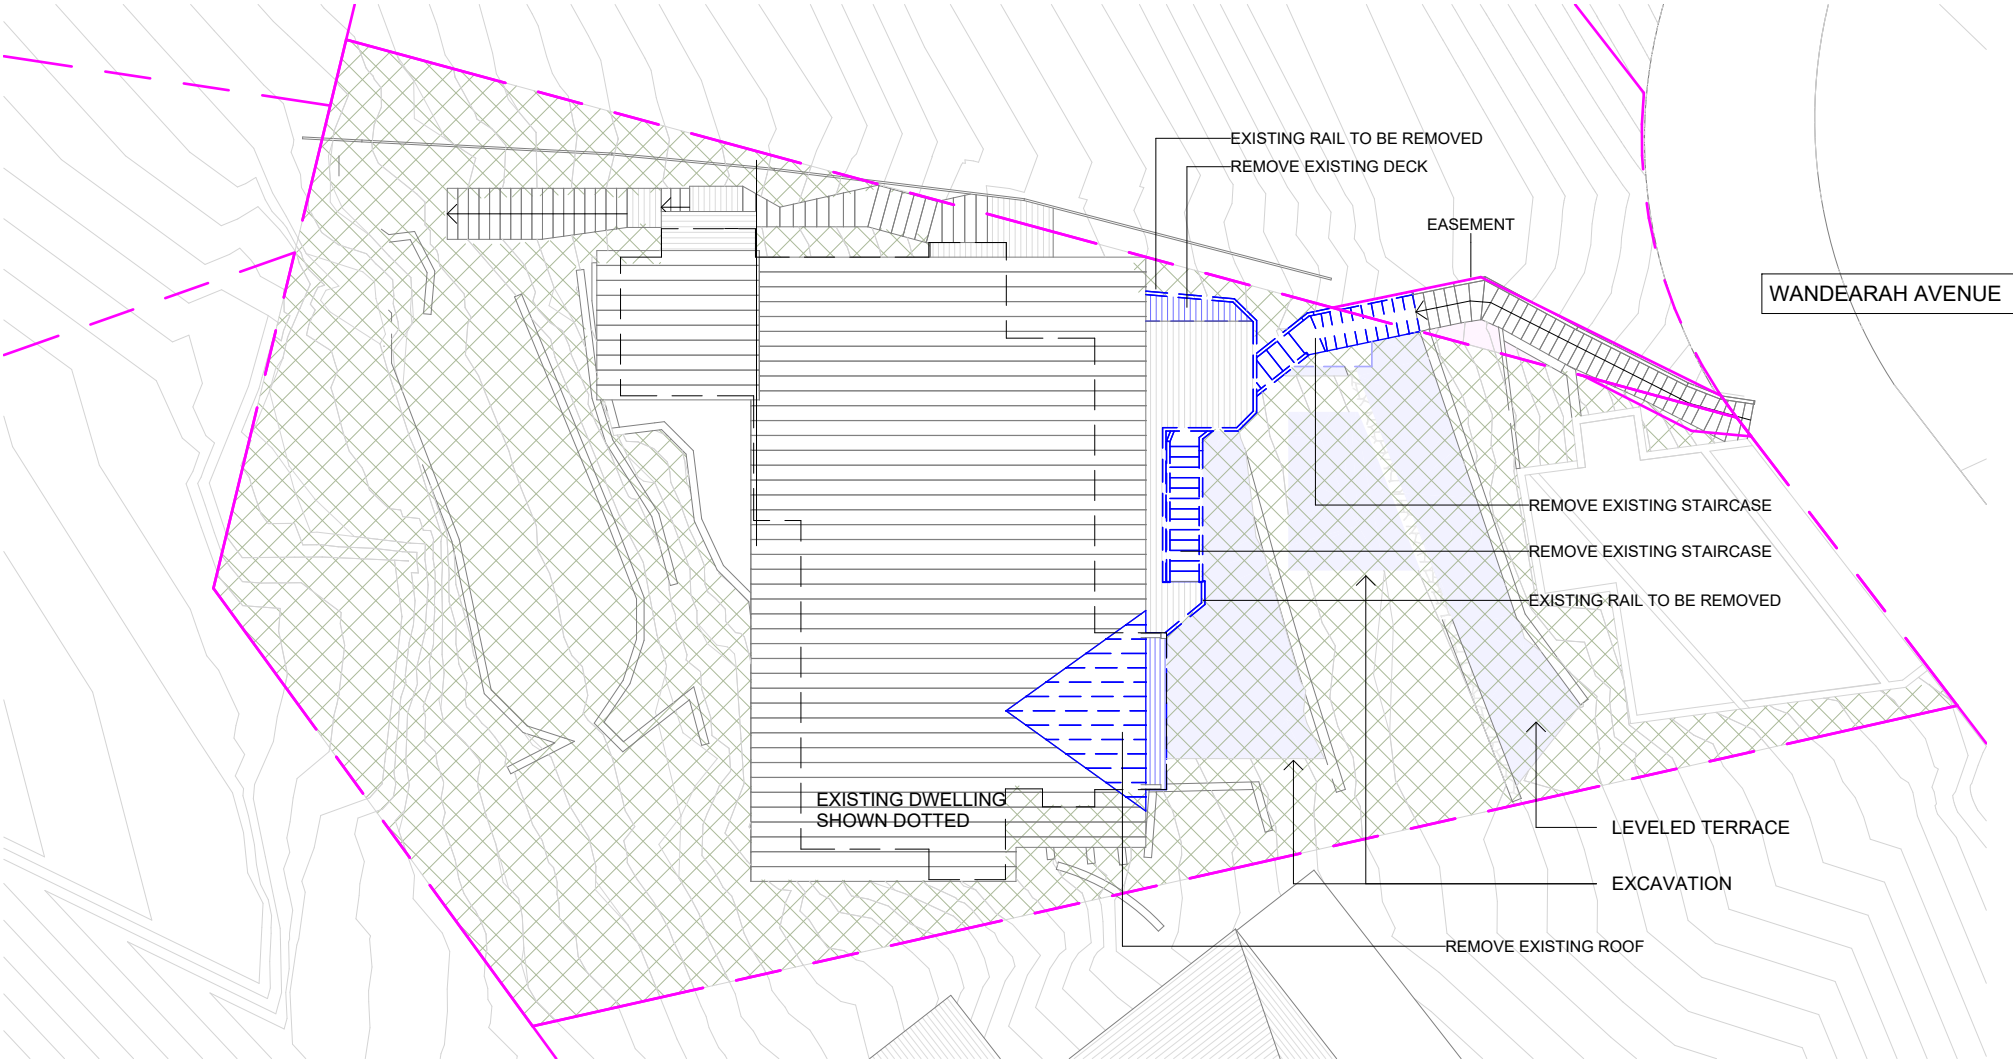 EXISTING RAIL TO BE REMOVED
REMOVE EXISTING DECK
EASEMENT
WANDEARAH AVENUE
REMOVE EXISTING STAIRCASE
REMOVE EXISTING STAIRCASE
EXISTING RAIL TO BE REMOVED
EXISTING DWELLING
SHOWN DOTTED
LEVELED TERRACE
EXCAVATION
REMOVE EXISTING ROOF